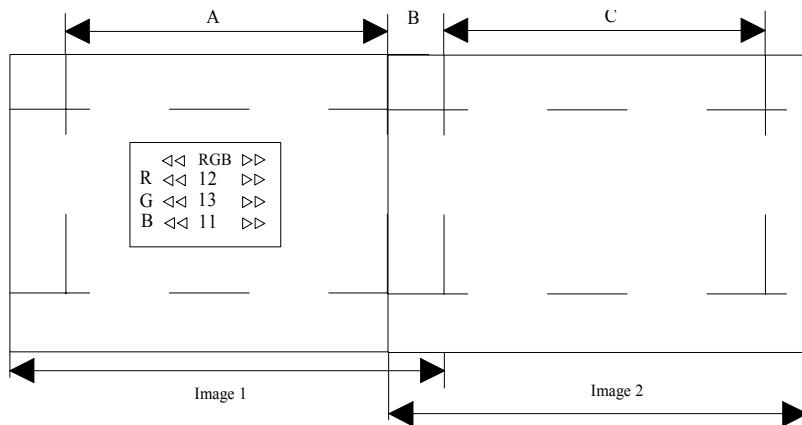 A B C
◁◁ RGB ▷▷
R ◁◁ 12 ▷▷
G ◁◁ 13 ▷▷
B ◁◁ 11 ▷▷
Image 1
Image 2